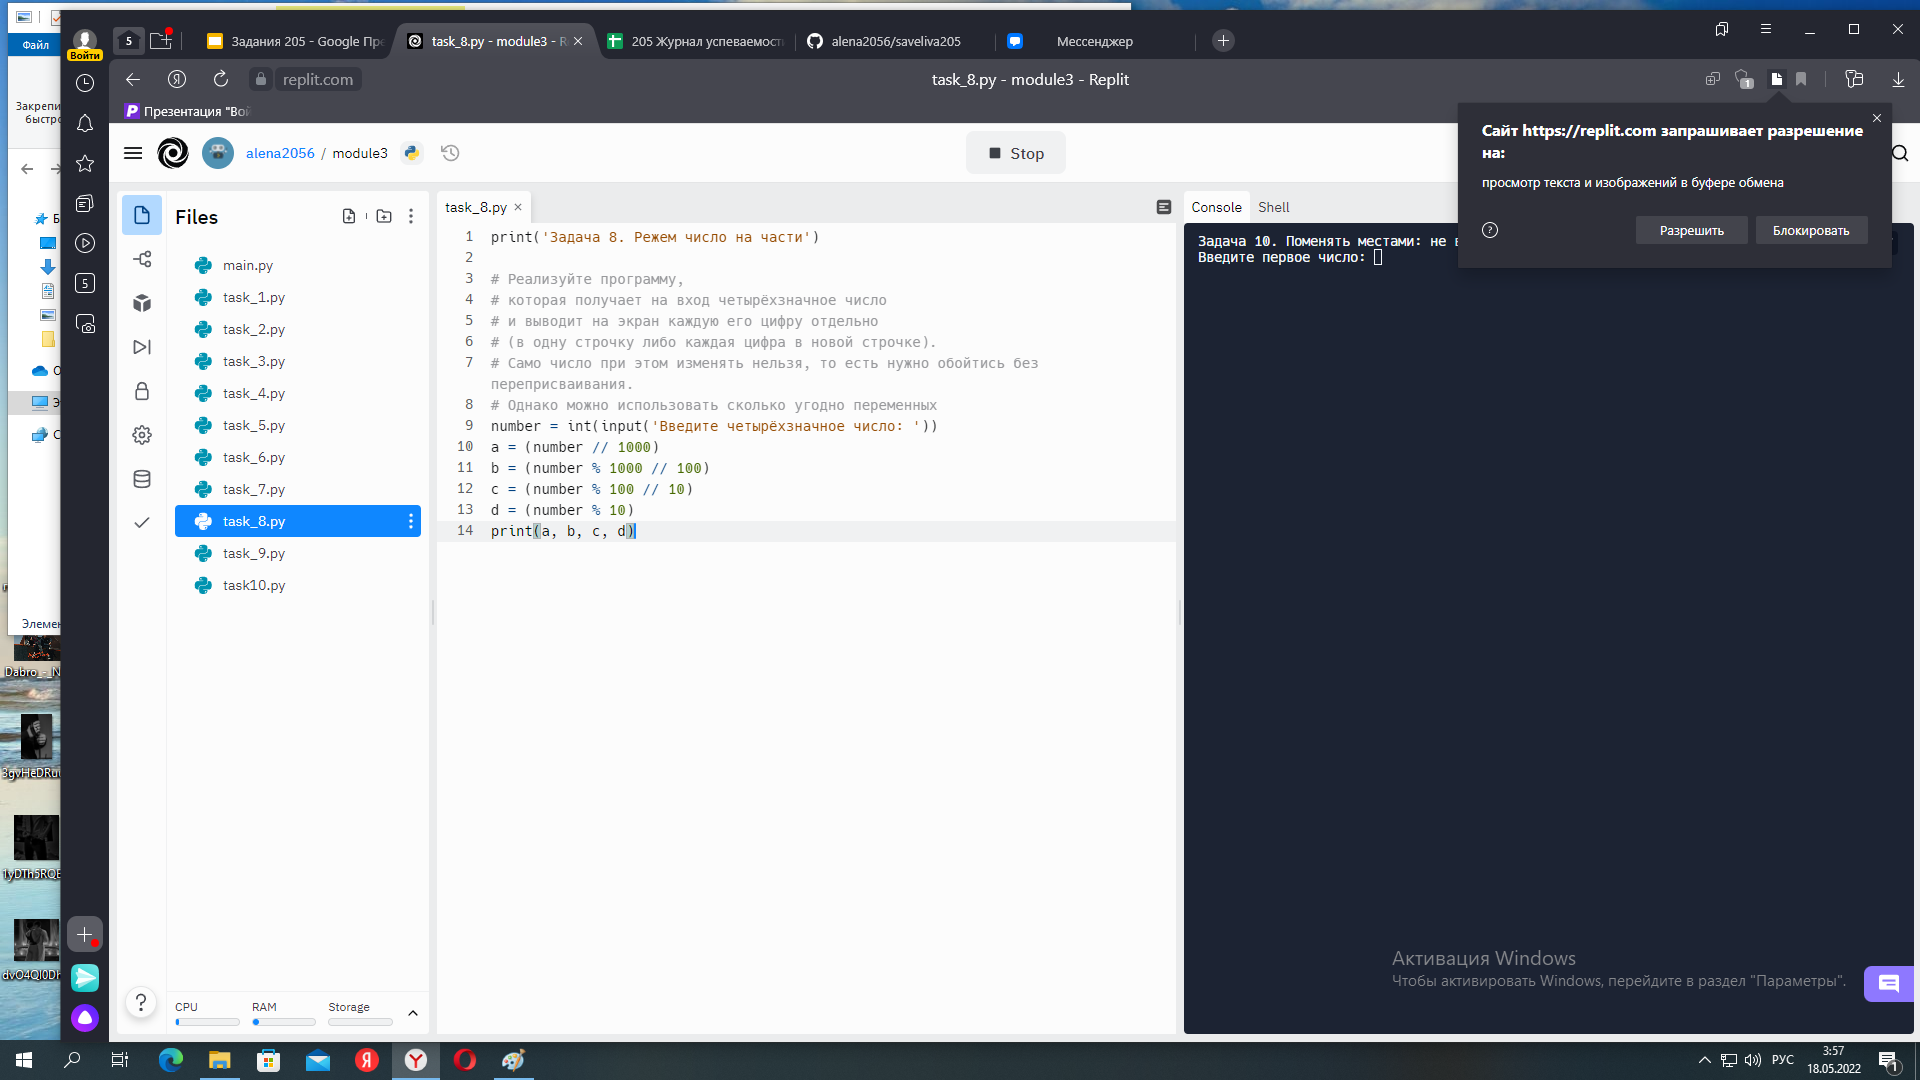 Файл
Войти
5
Задания 205 - Google Пре
task_8.py - module3 - R
205 Журнал успеваемость
alena2056/saveliva205
Мессенджер
replit.com
task_8.py - module3 - Replit
1
Презентация "Вой
Закрепи
быстро
alena2056 / module3
Stop
Сайт https://replit.com запрашивает разрешение
на:
просмотр текста и изображений в буфере обмена
Разрешить
Блокировать
Files
main.py
task_1.py
task_2.py
task_3.py
task_4.py
task_5.py
task_6.py
task_7.py
task_8.py
task_9.py
task10.py
5
task_8.py
1 print('Задача 8. Режем число на части')
2
3 # Реализуйте программу,
4 # которая получает на вход четырёхзначное число
5 # и выводит на экран каждую его цифру отдельно
6 # (в одну строчку либо каждая цифра в новой строчке).
7 # Само число при этом изменять нельзя, то есть нужно обойтись без
переприсваивания.
8 # Однако можно использовать сколько угодно переменных
9 number = int(input('Введите четырёхзначное число: '))
10 a = (number // 1000)
11 b = (number % 1000 // 100)
12 c = (number % 100 // 10)
13 d = (number % 10)
14 print(a, b, c, d)
Console
Shell
Задача 10. Поменять местами: не в
Введите первое число:
Элемен
Dabro_-_N
3gvHeDRu
1yDTh5RQE
dvO4QI0Dh
CPU
RAM
Storage
Активация Windows
Чтобы активировать Windows, перейдите в раздел "Параметры".
РУС
3:57
18.05.2022
1